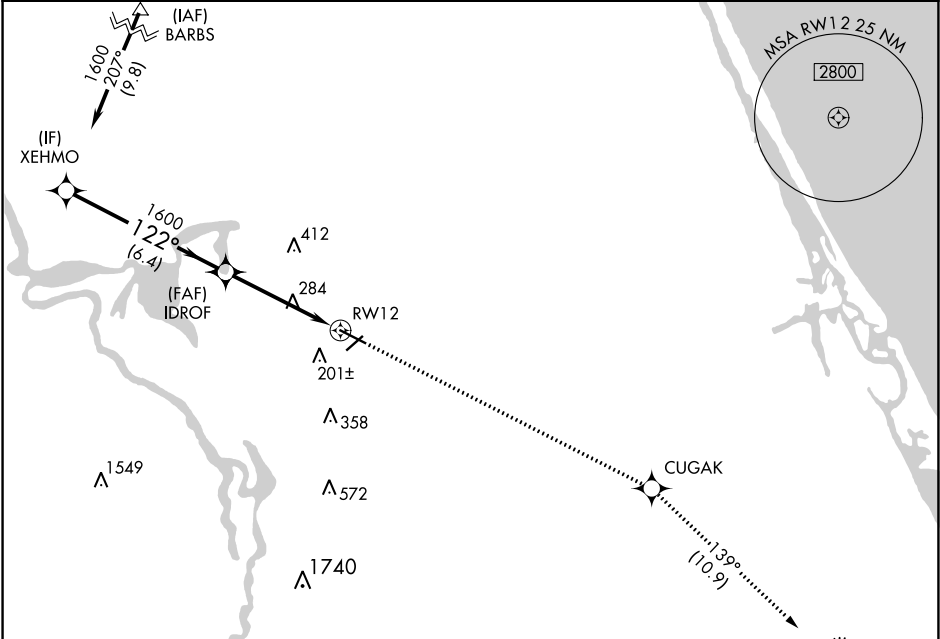 (IAF)
BARBS
1600
207°
(9.8)
MSA RW12 25 NM
2800
(IF)
XEHMO
1600
122°
(6.4)
(FAF)
IDROF
412
284
RW12
201±
358
1549
572
1740
CUGAK
139°
(10.9)